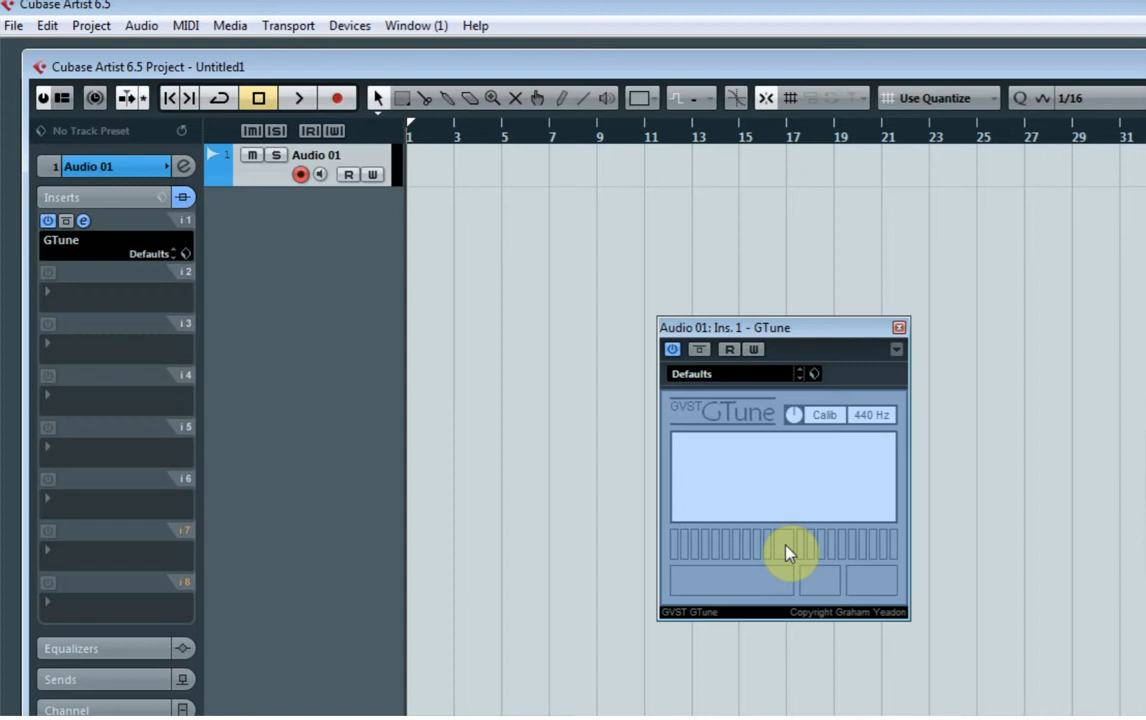 Cubase Artist 6.5
File Edit Project Audio MIDI Media Transport Devices Window (1) Help
Cubase Artist 6.5 Project - Untitled1
Use Quantize 1/16
No Track Preset
M S R W
1 3 5 7 9 11 13 15 17 19 21 23 25 27 29 31
1 Audio 01
1 M S Audio 01
R W
Inserts
i 1
GTune
Defaults
i 2
i 3
i 4
i 5
i 6
i 7
i 8
Equalizers
Sends
Channel
Audio 01: Ins. 1 - GTune
R W
Defaults
GVST GTune Calib 440 Hz
GVST GTune Copyright Graham Yeadon